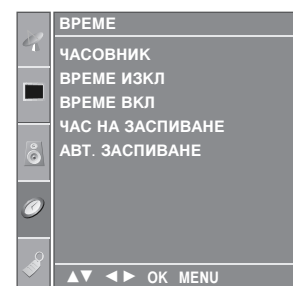 ВРЕМЕ
ЧАСОВНИК
ВРЕМЕ ИЗКЛ
ВРЕМЕ ВКЛ
ЧАС НА ЗАСПИВАНЕ
АВТ. ЗАСПИВАНЕ
▲▼ ◄► OK MENU